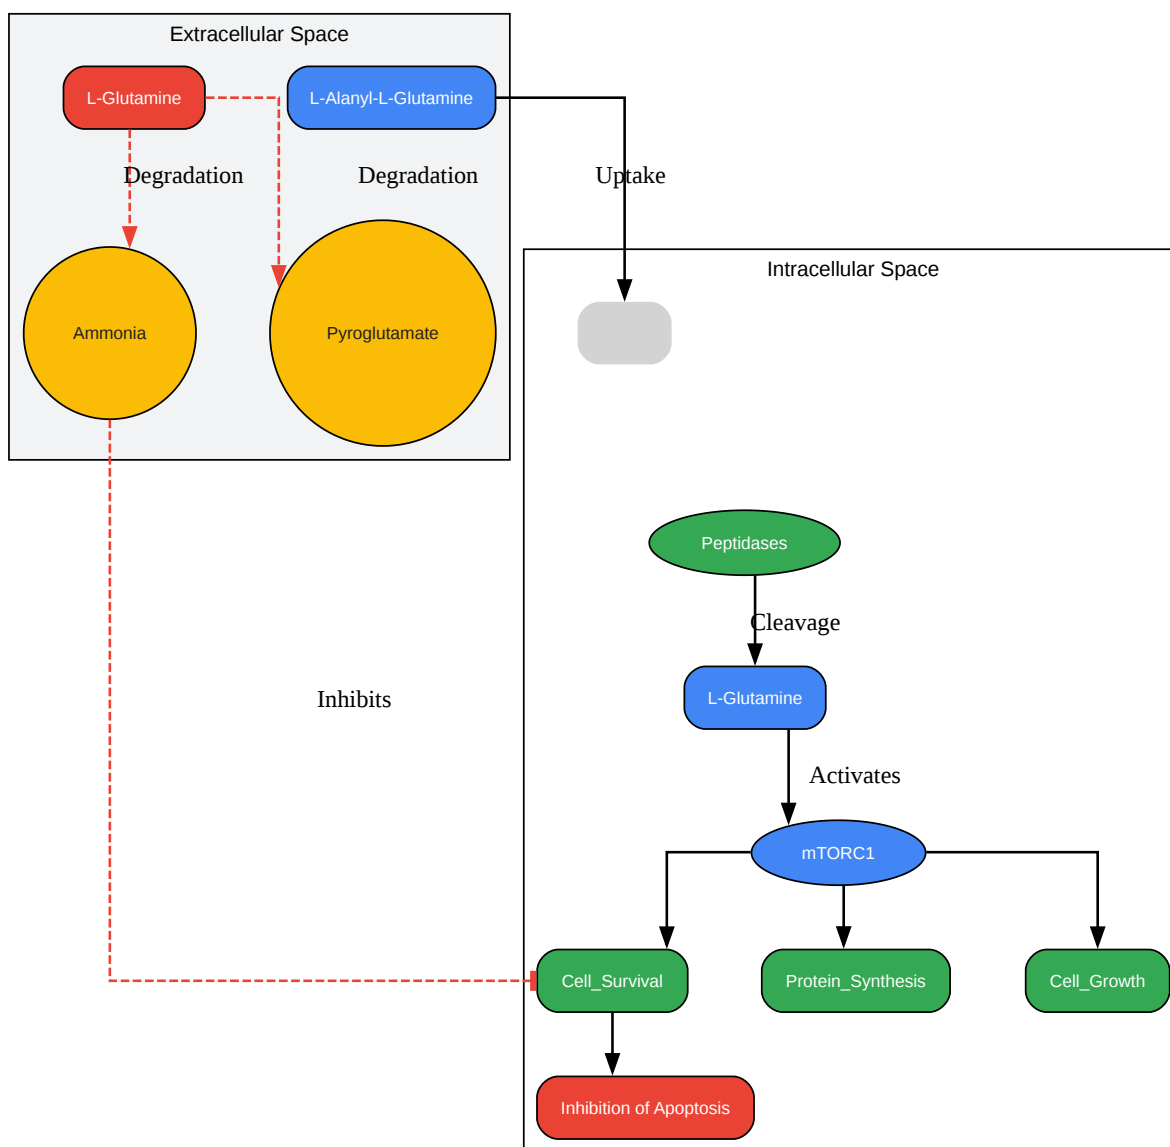 Extracellular Space
L-Glutamine
L-Alanyl-L-Glutamine
Degradation
Degradation
Uptake
Intracellular Space
Ammonia
Pyroglutamate
Peptidases
Cleavage
L-Glutamine
Inhibits
Activates
mTORC1
Cell_Survival
Protein_Synthesis
Cell_Growth
Inhibition of Apoptosis